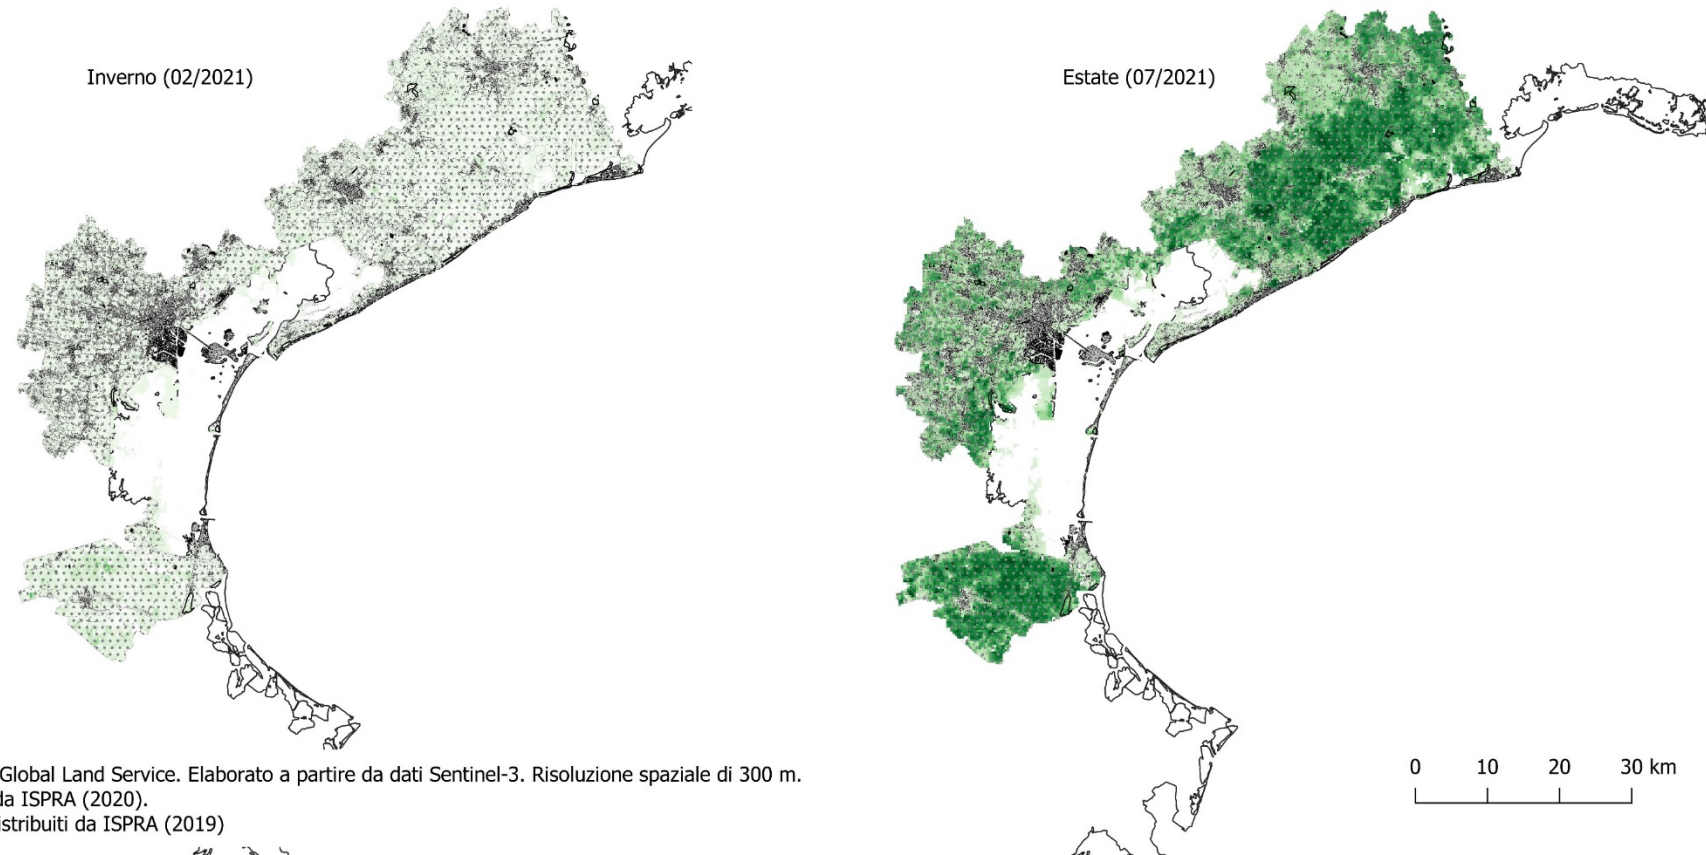 Inverno (02/2021)
Estate (07/2021)
Global Land Service. Elaborato a partire da dati Sentinel-3. Risoluzione spaziale di 300 m.
da ISPRA (2020).
istribuiti da ISPRA (2019)
0 10 20 30 km